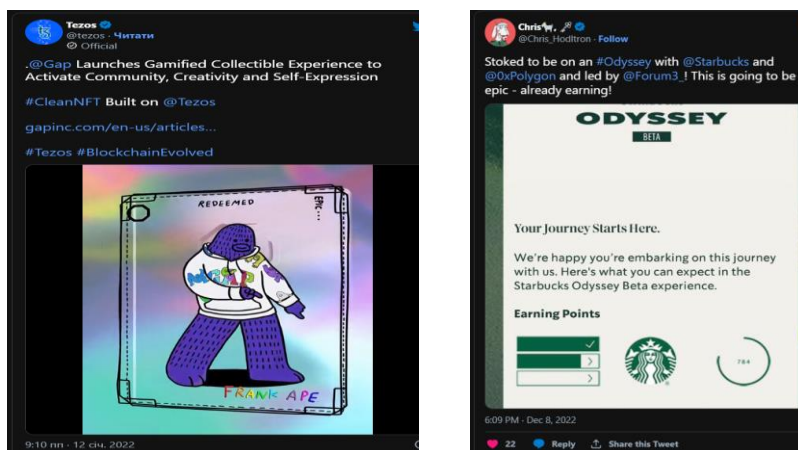 Tezos
@tezos · Читати
Official
.@Gap Launches Gamified Collectible Experience to
Activate Community, Creativity and Self-Expression
#CleanNFT Built on @Tezos
gapinc.com/en-us/articles...
#Tezos #BlockchainEvolved
REDEEMED
EPIC...
FRANK APE
9:10 пп · 12 січ. 2022
Chris
@Chris_Hodltron · Follow
Stoked to be on an #Odyssey with @Starbucks and
@0xPolygon and led by @Forum3_! This is going to be
epic - already earning!
ODYSSEY
BETA
Your Journey Starts Here.
We're happy you're embarking on this journey
with us. Here's what you can expect in the
Starbucks Odyssey Beta experience.
Earning Points
784
6:09 PM · Dec 8, 2022
22 Reply Share this Tweet